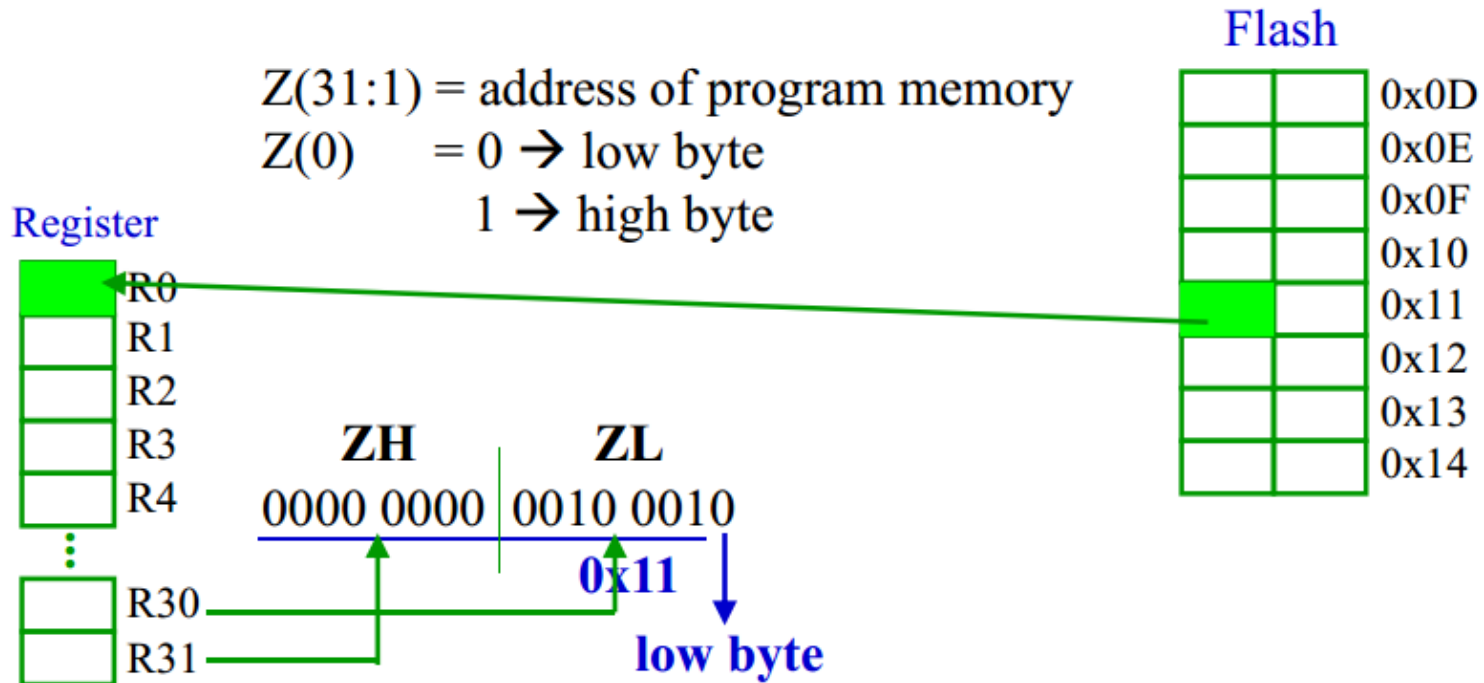 Flash
Z(31:1) = address of program memory
Z(0) = 0 → low byte
1 → high byte
0x0D
0x0E
0x0F
0x10
0x11
0x12
0x13
0x14
Register
R0
R1
R2
R3
R4
R30
R31
ZH ZL
0000 0000 0010 0010
0x11
low byte